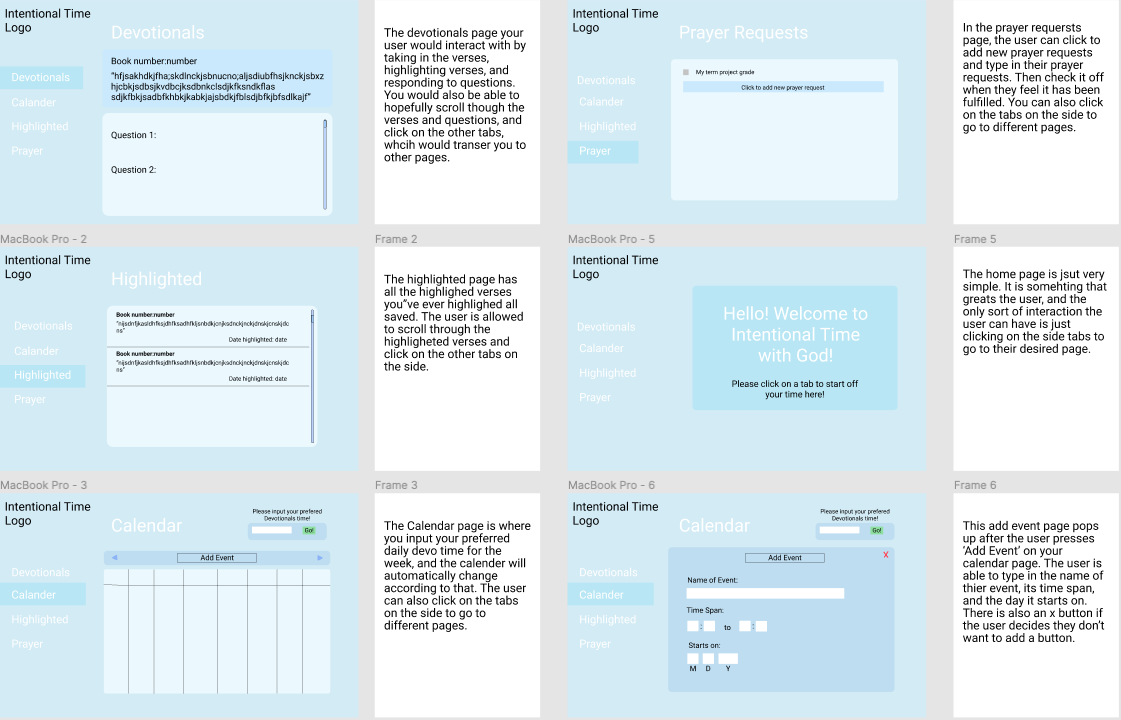 Intentional Time
Logo
Devotionals
Devotionals
Calander
Highlighted
Prayer
Book number:number
"hfjsakhdkjfha;skdlnckjsbnucno;aljsdiubfhsjknckjsbxz
hjcbkjsdbsjkvdbcjksdbnkclsdjkfksndkflas
sdjkfbkjsadbfkhbkjkabkjajsbdkjfbisdjbfkjbfsdlkajf"
Question 1:
Question 2:
The devotionals page your
user would interact with by
taking in the verses,
highlighting verses, and
responding to questions.
You would also be able to
hopefully scroll though the
verses and questions, and
click on the other tabs,
whcih would transer you to
other pages.
Intentional Time
Logo
Prayer Requests
Devotionals
Calander
Highlighted
Prayer
My term project grade
Click to add new prayer request
In the prayer requersts
page, the user can click to
add new prayer requests
and type in their prayer
requests. Then check it off
when they feel it has been
fulfilled. You can also click
on the tabs on the side to
go to different pages.
MacBook Pro - 2
Intentional Time
Logo
Highlighted
Devotionals
Calander
Highlighted
Prayer
Book number:number
Date highlighted: date
Book number:number
Date highlighted: date
Frame 2
The highlighted page has
all the highlighed verses
you"ve ever highlighed all
saved. The user is allowed
to scroll through the
highligheted verses and
click on the other tabs on
the side.
MacBook Pro - 5
Intentional Time
Logo
Devotionals
Calander
Highlighted
Prayer
Hello! Welcome to
Intentional Time
with God!
Please click on a tab to start off
your time here!
Frame 5
The home page is jsut very
simple. It is somehting that
greats the user, and the
only sort of interaction the
user can have is just
clicking on the side tabs to
go to their desired page.
MacBook Pro - 3
Intentional Time
Logo
Calendar
Please input your prefered
Devotionals time!
Go!
Devotionals
Calander
Highlighted
Prayer
Add Event
Frame 3
The Calendar page is where
you input your preferred
daily devo time for the
week, and the calender will
automatically change
according to that. The user
can also click on the tabs
on the side to go to
different pages.
MacBook Pro - 6
Intentional Time
Logo
Calendar
Please input your prefered
Devotionals time!
Go!
Devotionals
Calander
Highlighted
Prayer
Add Event
X
Name of Event:
Time Span:
: to :
Starts on:
M D Y
Frame 6
This add event page pops
up after the user presses
'Add Event' on your
calendar page. The user is
able to type in the name of
thier event, its time span,
and the day it starts on.
There is also an x button if
the user decides they don't
want to add a button.